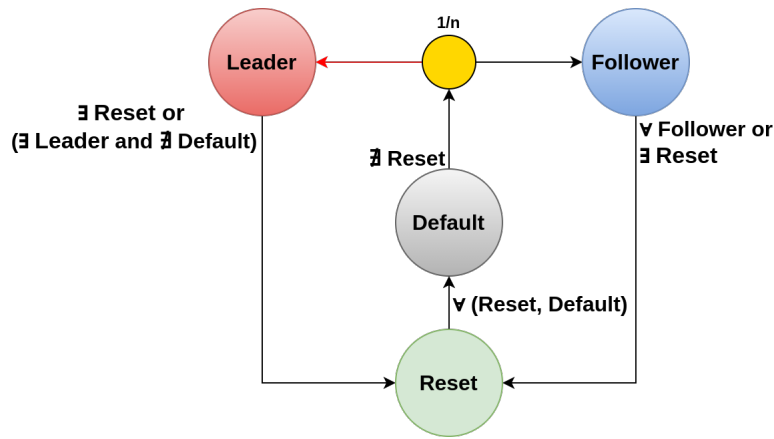 1/n
Leader
Follower
∃ Reset or
(∃ Leader and ∄ Default)
∀ Follower or
∃ Reset
∄ Reset
Default
∀ (Reset, Default)
Reset